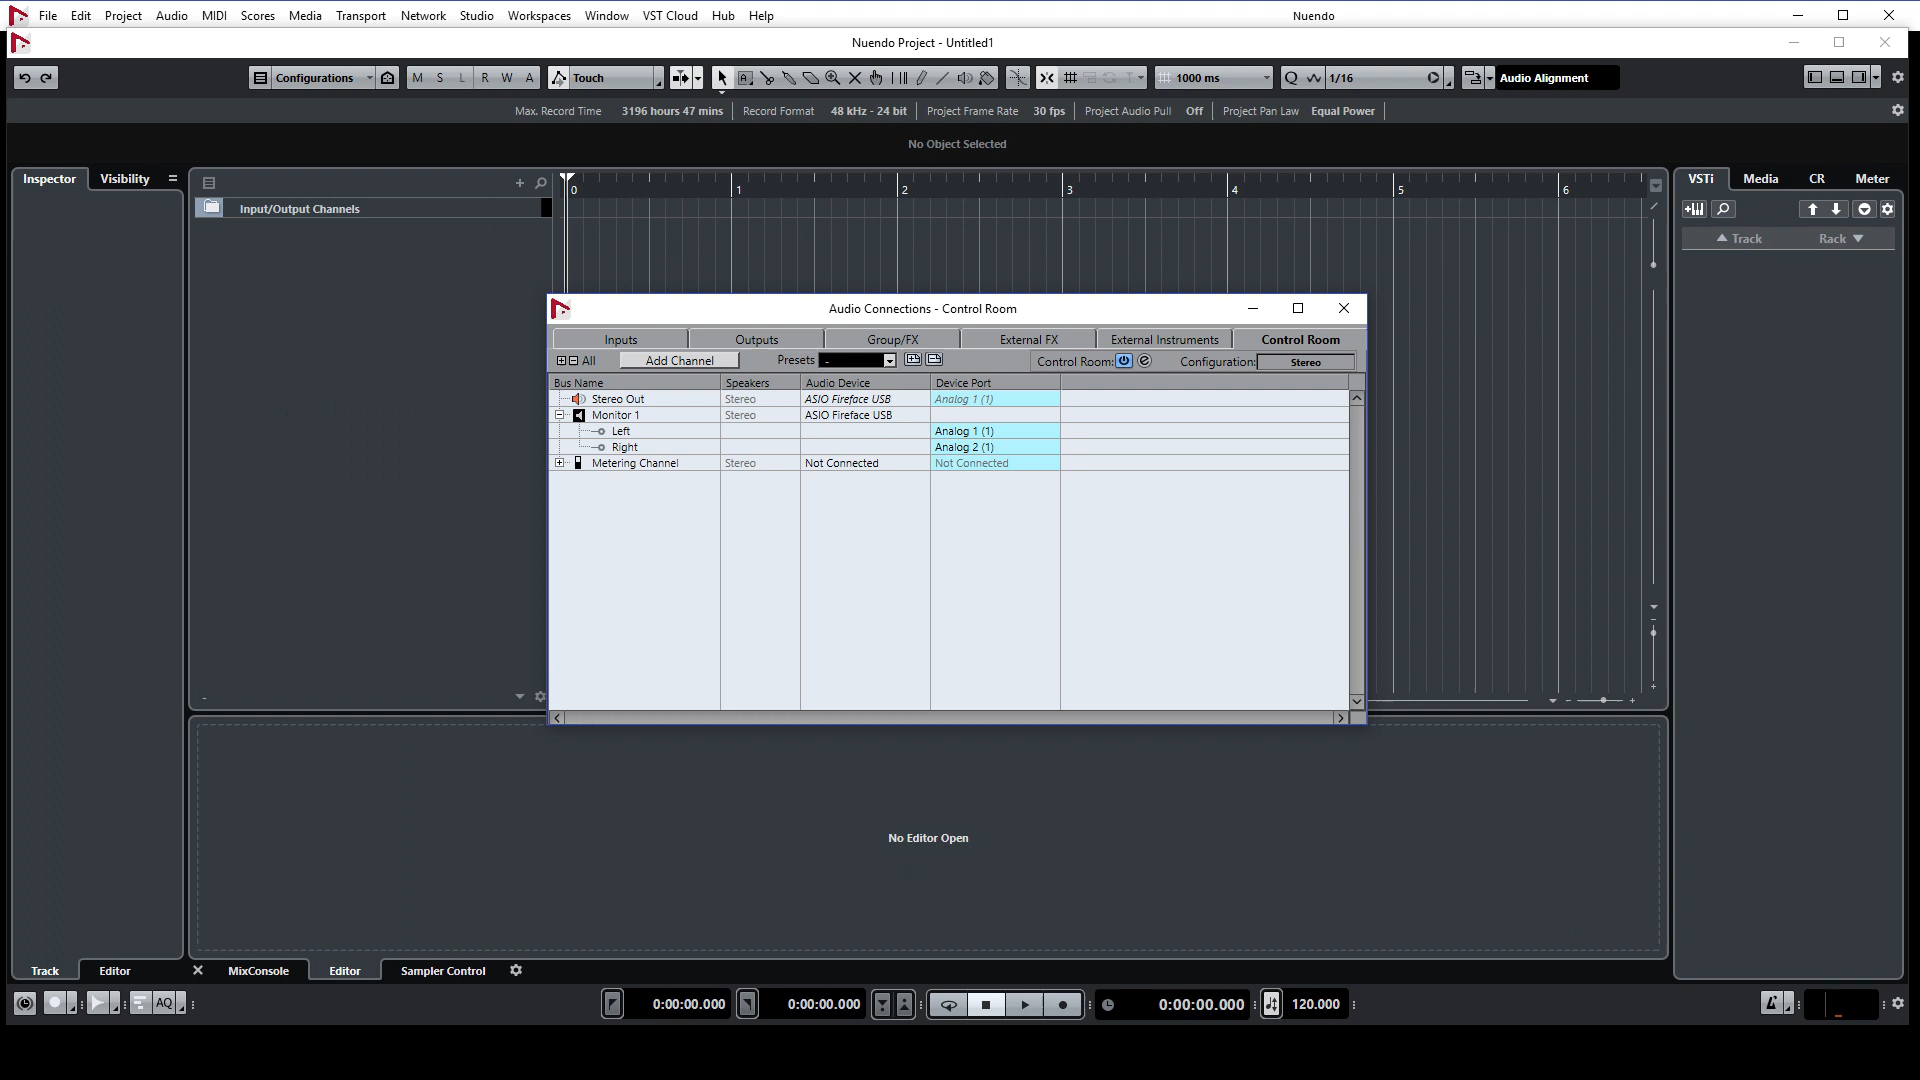 File Edit Project Audio MIDI Scores Media Transport Network Studio Workspaces Window VST Cloud Hub Help Nuendo
Nuendo Project - Untitled1
Configurations M S L R W A Touch 1000 ms Q 1/16 Audio Alignment
Max. Record Time 3196 hours 47 mins Record Format 48 kHz - 24 bit Project Frame Rate 30 fps Project Audio Pull Off Project Pan Law Equal Power
No Object Selected
Inspector Visibility
0 1 2 3 4 5 6
VSTi Media CR Meter
Input/Output Channels
Track Rack
Audio Connections - Control Room
Inputs Outputs Group/FX External FX External Instruments Control Room
All Add Channel Presets - Control Room: Configuration: Stereo
Bus Name Speakers Audio Device Device Port
Stereo Out Stereo ASIO Fireface USB Analog 1 (1)
Monitor 1 Stereo ASIO Fireface USB
Left Analog 1 (1)
Right Analog 2 (1)
Metering Channel Stereo Not Connected Not Connected
No Editor Open
Track Editor MixConsole Editor Sampler Control
AQ 0:00:00.000 0:00:00.000 0:00:00.000 120.000